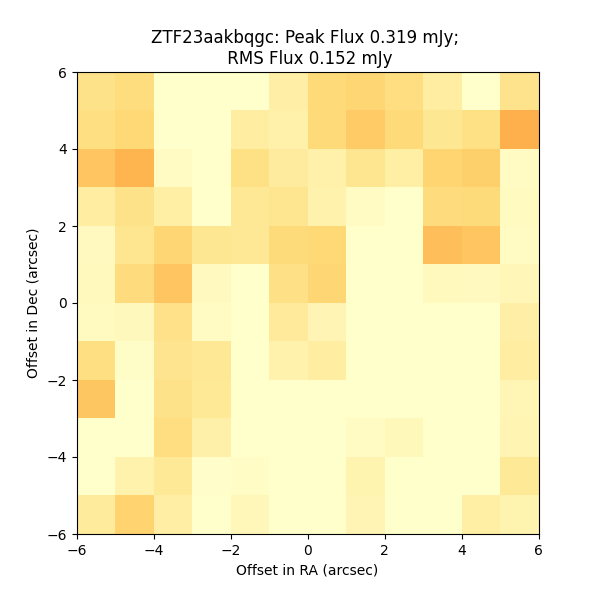 ZTF23aakbqgc: Peak Flux 0.319 mJy;
RMS Flux 0.152 mJy
6
4
2
0
−2
−4
−6
Offset in Dec (arcsec)
−6 −4 −2 0 2 4 6
Offset in RA (arcsec)